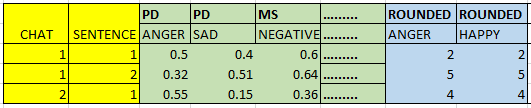 PD PD MS ......... ROUNDED ROUNDED
CHAT SENTENCE ANGER SAD NEGATIVE ......... ANGER HAPPY
1 1 0.5 0.4 0.6 ......... 2 2
1 2 0.32 0.51 0.64 ......... 5 5
2 1 0.55 0.15 0.36 ......... 4 4